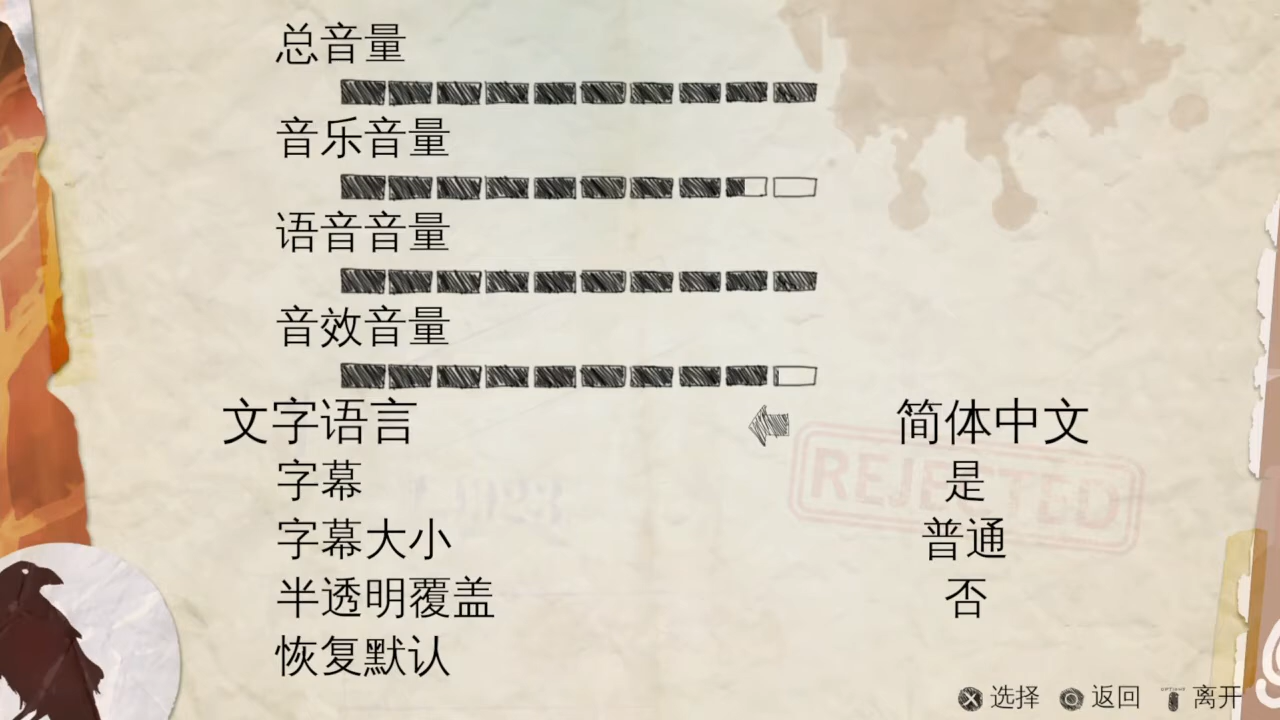 总音量
音乐音量
语音音量
音效音量
文字语言 简体中文
字幕 是
REJECTED
字幕大小 普通
半透明覆盖 否
恢复默认
选择 返回 OPTIONS 离开